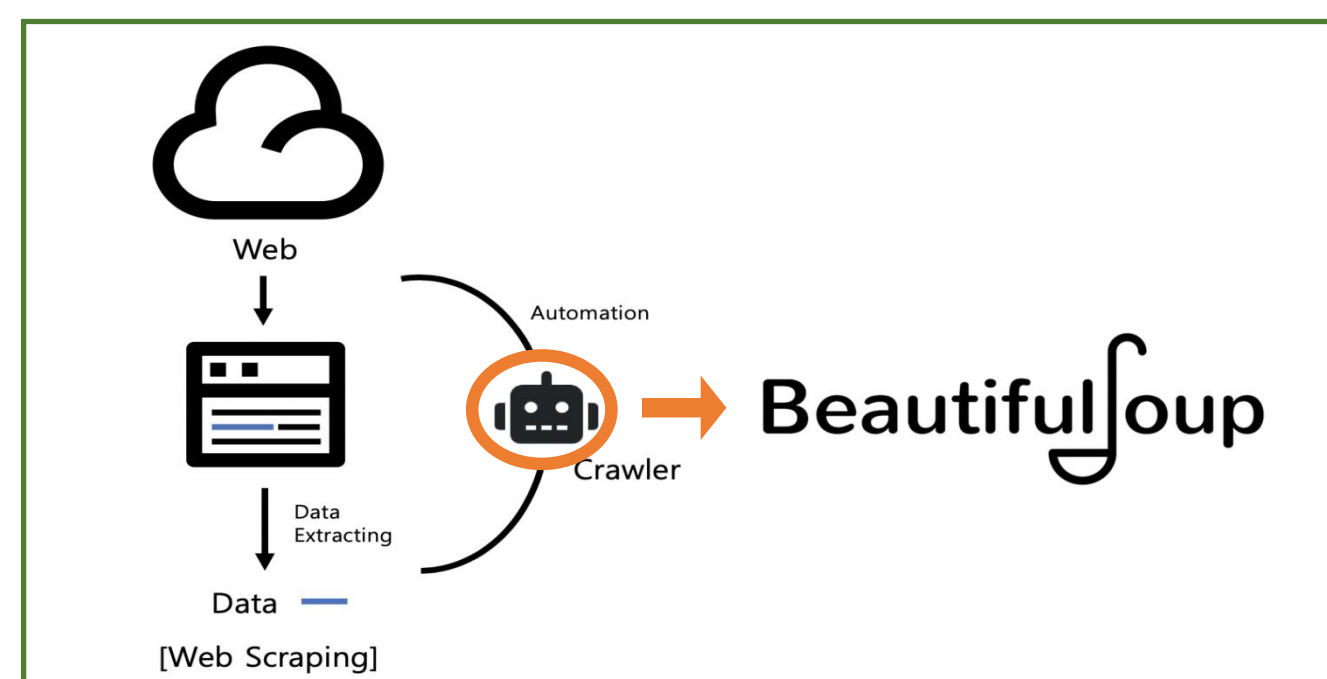 Web
Automation
BeautifulSoup
Crawler
Data
Extracting
Data
[Web Scraping]